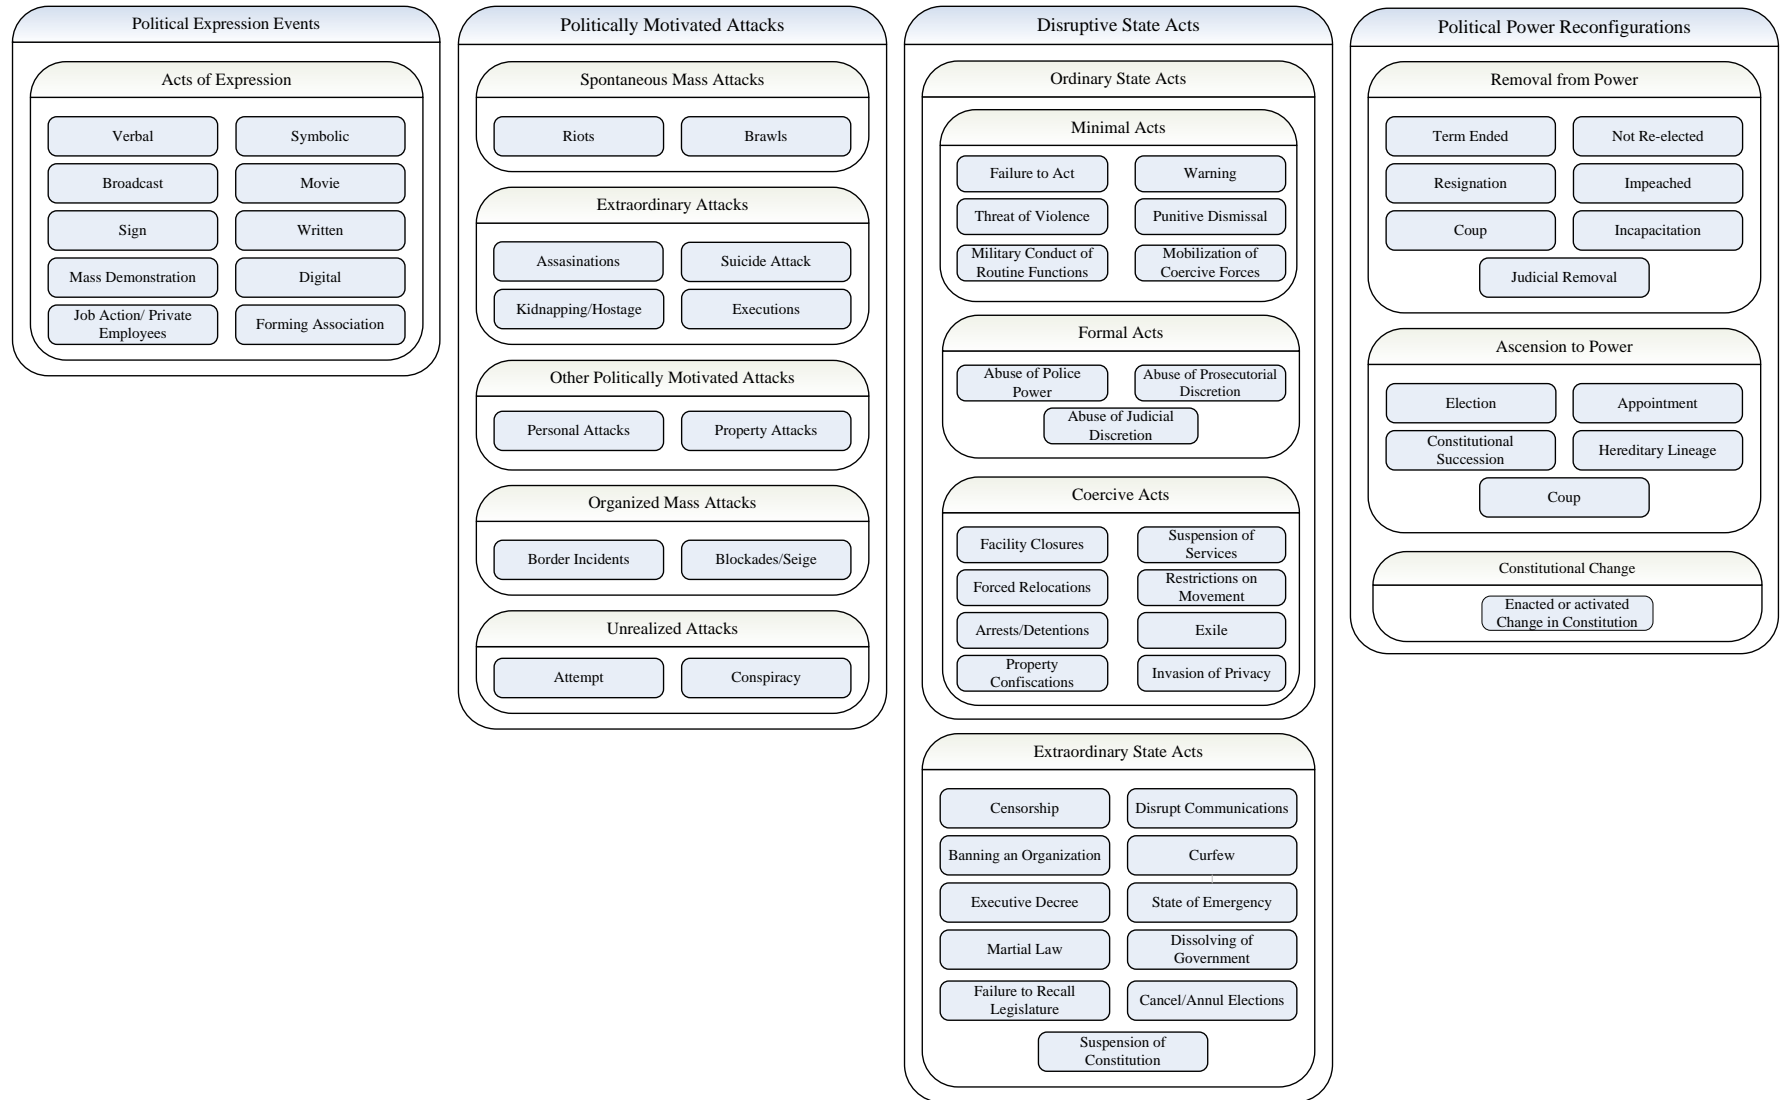 Political Expression Events
Acts of Expression
Verbal
Symbolic
Broadcast
Movie
Sign
Written
Mass Demonstration
Digital
Job Action/ Private
Employees
Forming Association
Politically Motivated Attacks
Spontaneous Mass Attacks
Riots
Brawls
Extraordinary Attacks
Assasinations
Suicide Attack
Kidnapping/Hostage
Executions
Other Politically Motivated Attacks
Personal Attacks
Property Attacks
Organized Mass Attacks
Border Incidents
Blockades/Seige
Unrealized Attacks
Attempt
Conspiracy
Disruptive State Acts
Ordinary State Acts
Minimal Acts
Failure to Act
Warning
Threat of Violence
Punitive Dismissal
Military Conduct of
Routine Functions
Mobilization of
Coercive Forces
Formal Acts
Abuse of Police
Power
Abuse of Prosecutorial
Discretion
Abuse of Judicial
Discretion
Coercive Acts
Facility Closures
Suspension of
Services
Forced Relocations
Restrictions on
Movement
Arrests/Detentions
Exile
Property
Confiscations
Invasion of Privacy
Extraordinary State Acts
Censorship
Disrupt Communications
Banning an Organization
Curfew
Executive Decree
State of Emergency
Martial Law
Dissolving of
Government
Failure to Recall
Legislature
Cancel/Annul Elections
Suspension of
Constitution
Political Power Reconfigurations
Removal from Power
Term Ended
Not Re-elected
Resignation
Impeached
Coup
Incapacitation
Judicial Removal
Ascension to Power
Election
Appointment
Constitutional
Succession
Hereditary Lineage
Coup
Constitutional Change
Enacted or activated
Change in Constitution